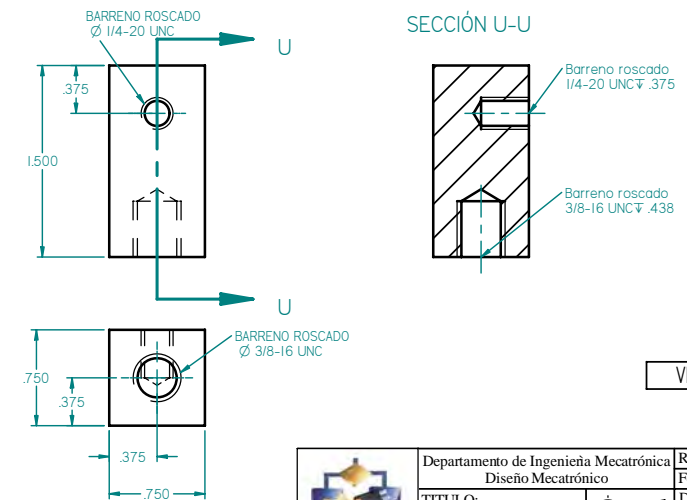 BARRENO ROSCADO
Ø 1/4-20 UNC
U
.375
1.500
U
SECCIÓN U-U
Barreno roscado
1/4-20 UNC↧ .375
Barreno roscado
3/8-16 UNC↧ .438
BARRENO ROSCADO
Ø 3/8-16 UNC
.750
.375
.375
.750
Departamento de Ingenieria Mecatrónica
Diseño Mecatrónico